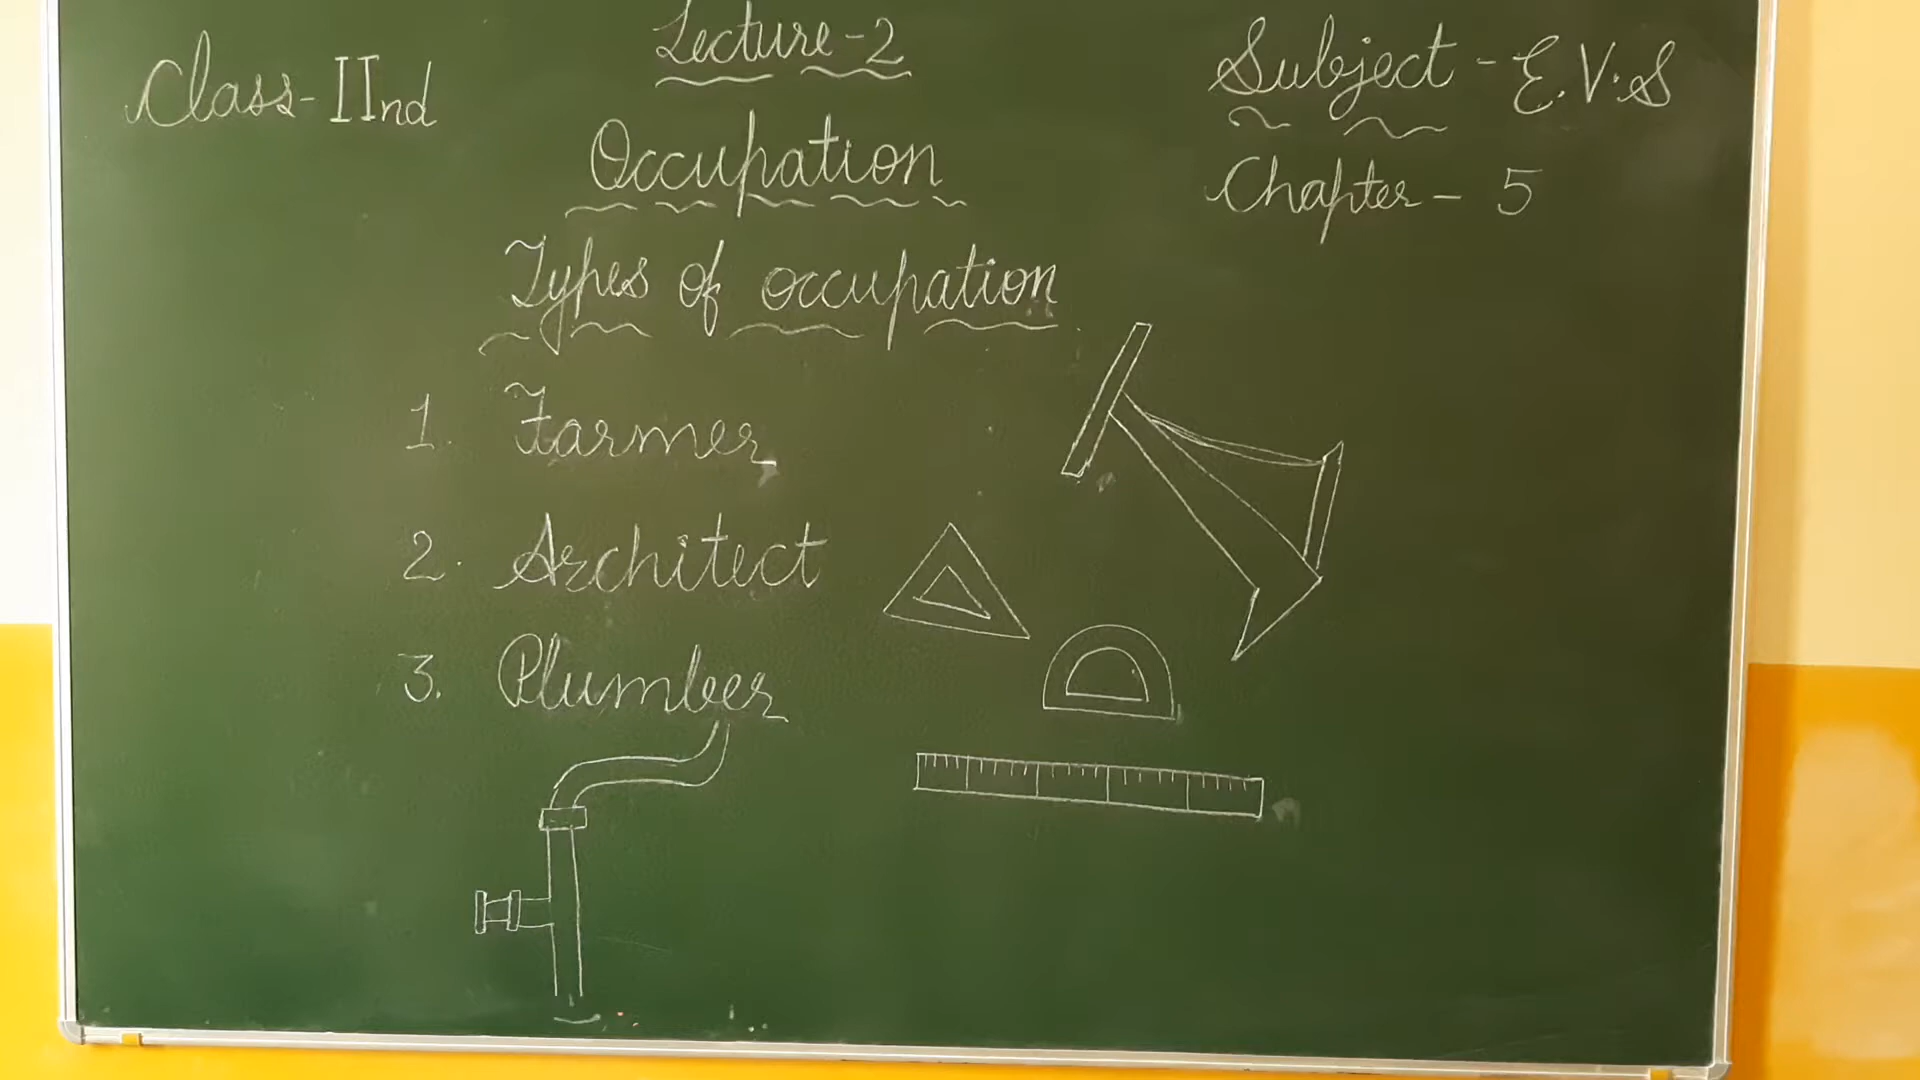 Class-IInd
Lecture-2
Subject-E.V.S
Occupation
Chapter-5
Types of occupation
1. Farmer
2. Architect
3. Plumber